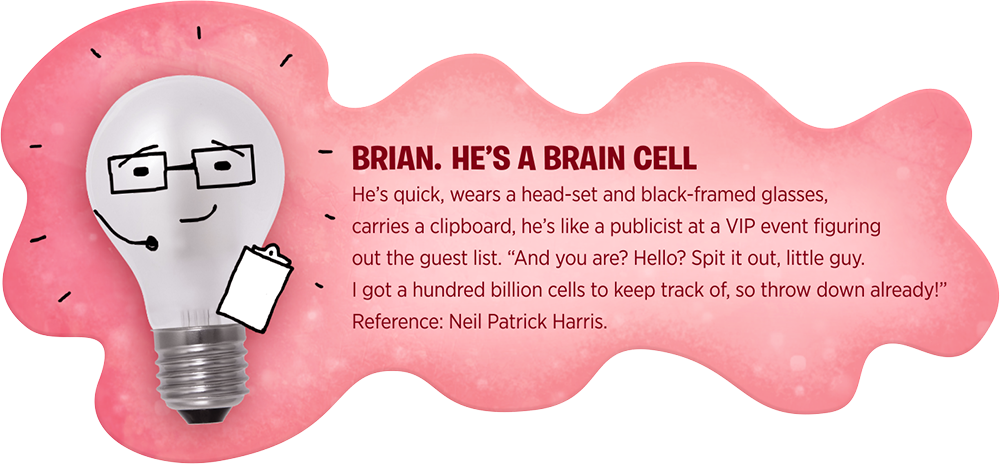 BRIAN. HE'S A BRAIN CELL
He's quick, wears a head-set and black-framed glasses,
carries a clipboard, he's like a publicist at a VIP event figuring
out the guest list. “And you are? Hello? Spit it out, little guy.
I got a hundred billion cells to keep track of, so throw down already!”
Reference: Neil Patrick Harris.